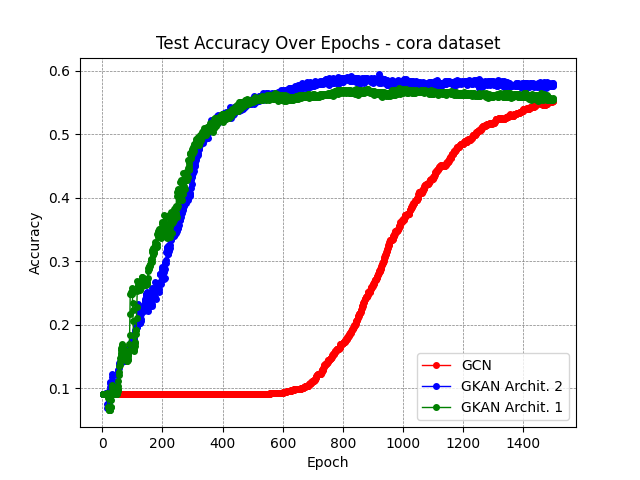 Test Accuracy Over Epochs - cora dataset
0.6
0.5
0.4
0.3
0.2
0.1
Accuracy
GCN
GKAN Archit. 2
GKAN Archit. 1
0 200 400 600 800 1000 1200 1400
Epoch